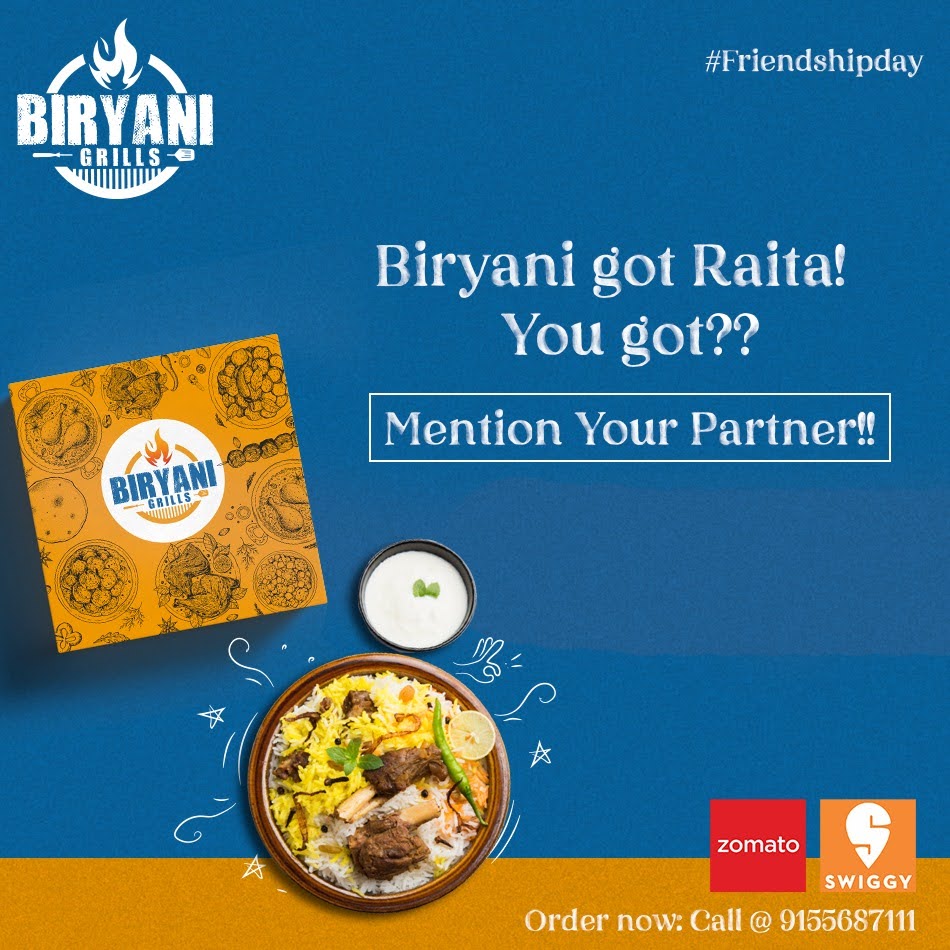 BIRYANI
GRILLS
#Friendshipday
Biryani got Raita!
You got??
Mention Your Partner!!
BIRYANI
GRILLS
zomato
SWIGGY
Order now: Call @ 9155687111